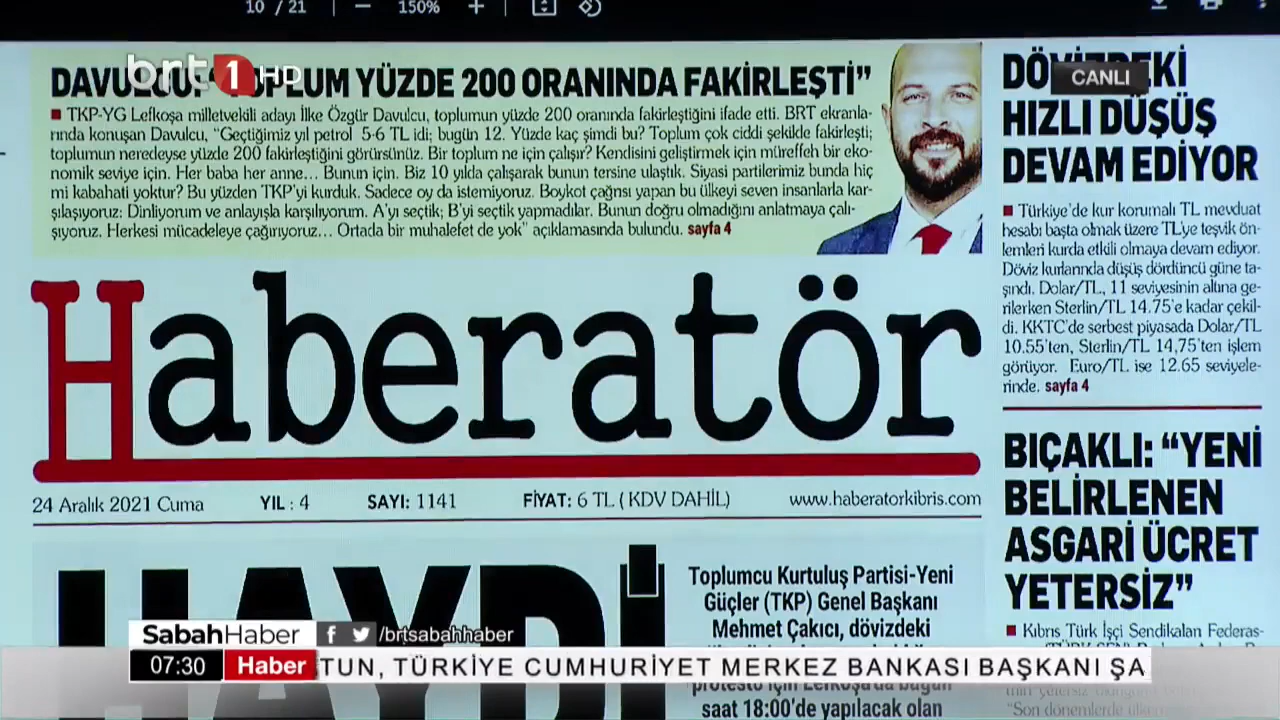 10 / 21
150%
brt 1 HD
CANLI
DAVULCU: “TOPLUM YÜZDE 200 ORANINDA FAKİRLEŞTİ”
TKP-YG Lefkoşa milletvekili adayı İlke Özgür Davulcu, toplumun yüzde 200 oranında fakirleştiğini ifade etti. BRT ekranla-
rında konuşan Davulcu, “Geçtiğimiz yıl petrol 5-6 TL idi; bugün 12. Yüzde kaç şimdi bu? Toplum çok ciddi şekilde fakirleşti;
toplumun neredeyse yüzde 200 fakirleştiğini görürsünüz. Bir toplum ne için çalışır? Kendisini geliştirmek için müreffeh bir eko-
nomik seviye için. Her baba her anne... Bunun için. Biz 10 yılda çalışarak bunun tersine ulaştık. Siyasi partilerimiz bunda hiç
mi kabahati yoktur? Bu yüzden TKP’yi kurduk. Sadece oy da istemiyoruz. Boykot çağrısı yapan bu ülkeyi seven insanlarla kar-
şılaşıyoruz: Dinliyorum ve anlayışla karşılıyorum. A’yı seçtik; B’yi seçtik yapmadılar. Bunun doğru olmadığını anlatmaya çalı-
şıyoruz. Herkesi mücadeleye çağırıyoruz... Ortada bir muhalefet de yok” açıklamasında bulundu. sayfa 4
Haberatör
24 Aralık 2021 Cuma YIL : 4 SAYI: 1141 FİYAT: 6 TL ( KDV DAHİL) www.haberatorkibris.com
DÖVİZDEKİ
HIZLI DÜŞÜŞ
DEVAM EDİYOR
Türkiye’de kur korumalı TL mevduat
hesabı başta olmak üzere TL’ye teşvik ön-
lemleri kurda etkili olmaya devam ediyor.
Döviz kurlarında düşüş dördüncü güne ta-
şındı. Dolar/TL, 11 seviyesinin altına ge-
rilerken Sterlin/TL 14.75’e kadar çekil-
di. KKTC’de serbest piyasada Dolar/TL
10.55’ten, Sterlin/TL 14,75’ten işlem
görüyor. Euro/TL ise 12.65 seviyele-
rinde. sayfa 4
BIÇAKLI: “YENİ
BELİRLENEN
ASGARİ ÜCRET
YETERSİZ”
Kıbrıs Türk İşçi Sendikaları Federas-
HAYDİ
Toplumcu Kurtuluş Partisi-Yeni
Güçler (TKP) Genel Başkanı
Mehmet Çakıcı, dövizdeki
protesto için Lefkoşa’da bugün
saat 18:00’de yapılacak olan
SabahHaber
/brtsabahhaber
07:30 Haber TUN, TÜRKİYE CUMHURİYET MERKEZ BANKASI BAŞKANI ŞA